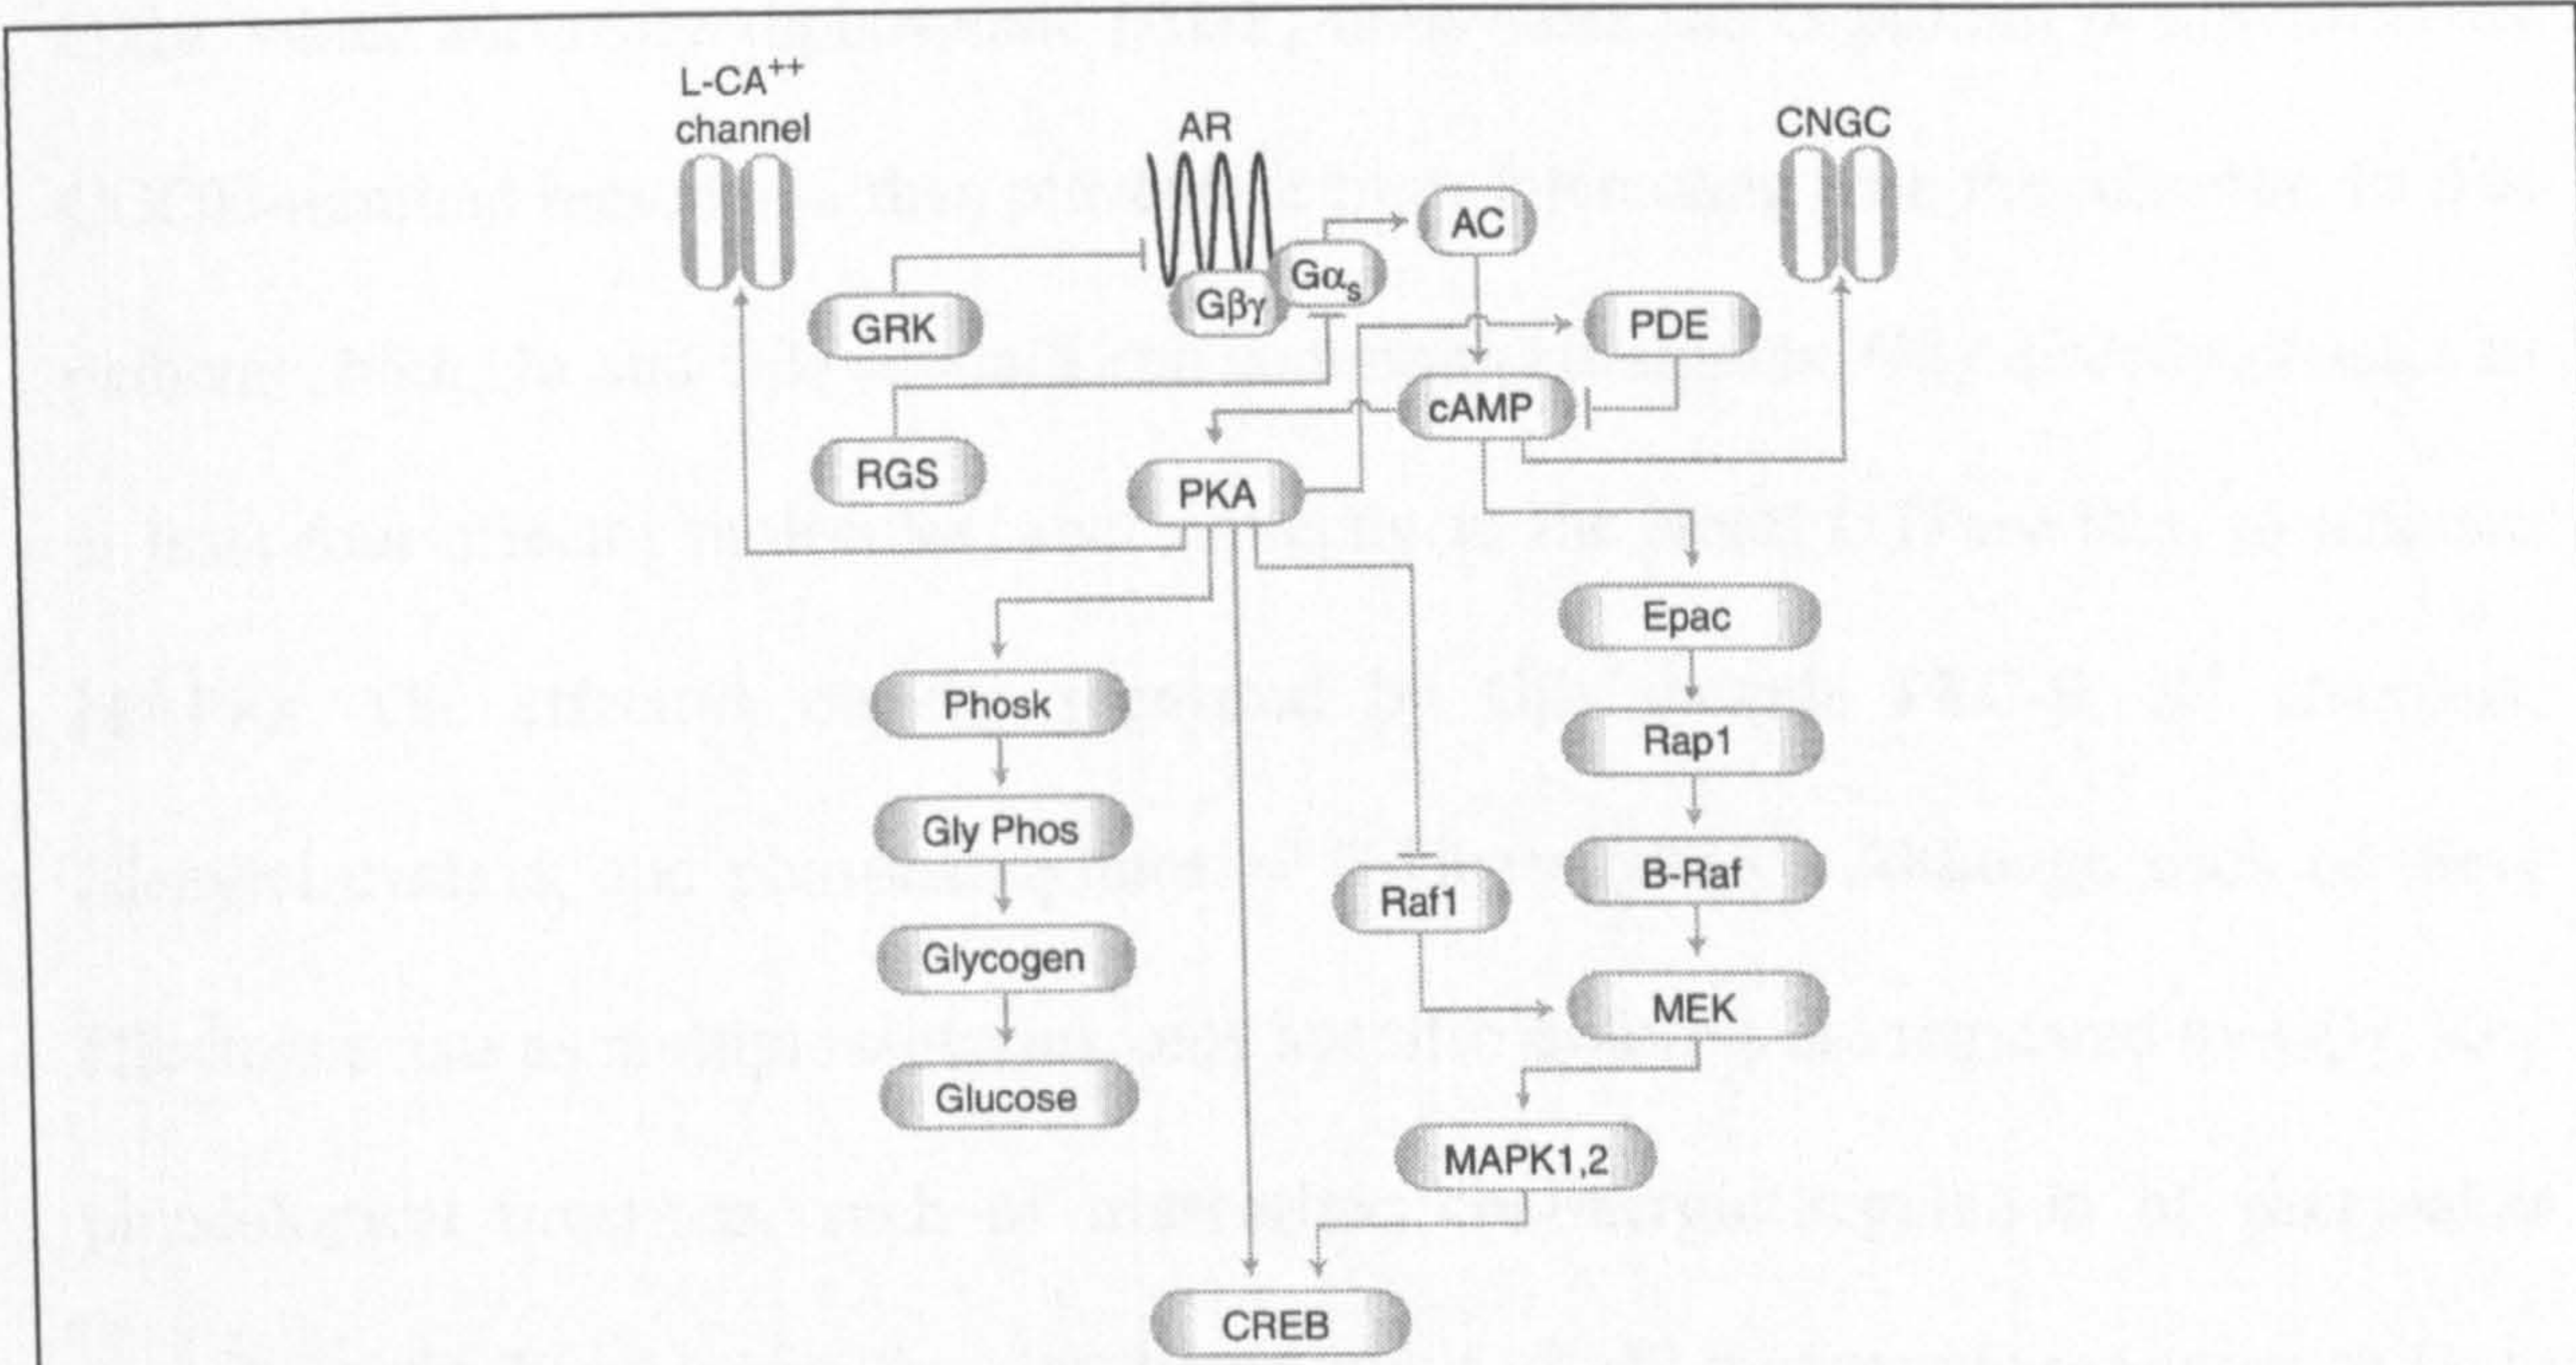 L-CA++
channel
AR
CNGC
AC
Gαs
Gβγ
GRK
PDE
cAMP
RGS
PKA
Epac
Phosk
Rap1
Gly Phos
B-Raf
Raf1
Glycogen
MEK
Glucose
MAPK1,2
CREB